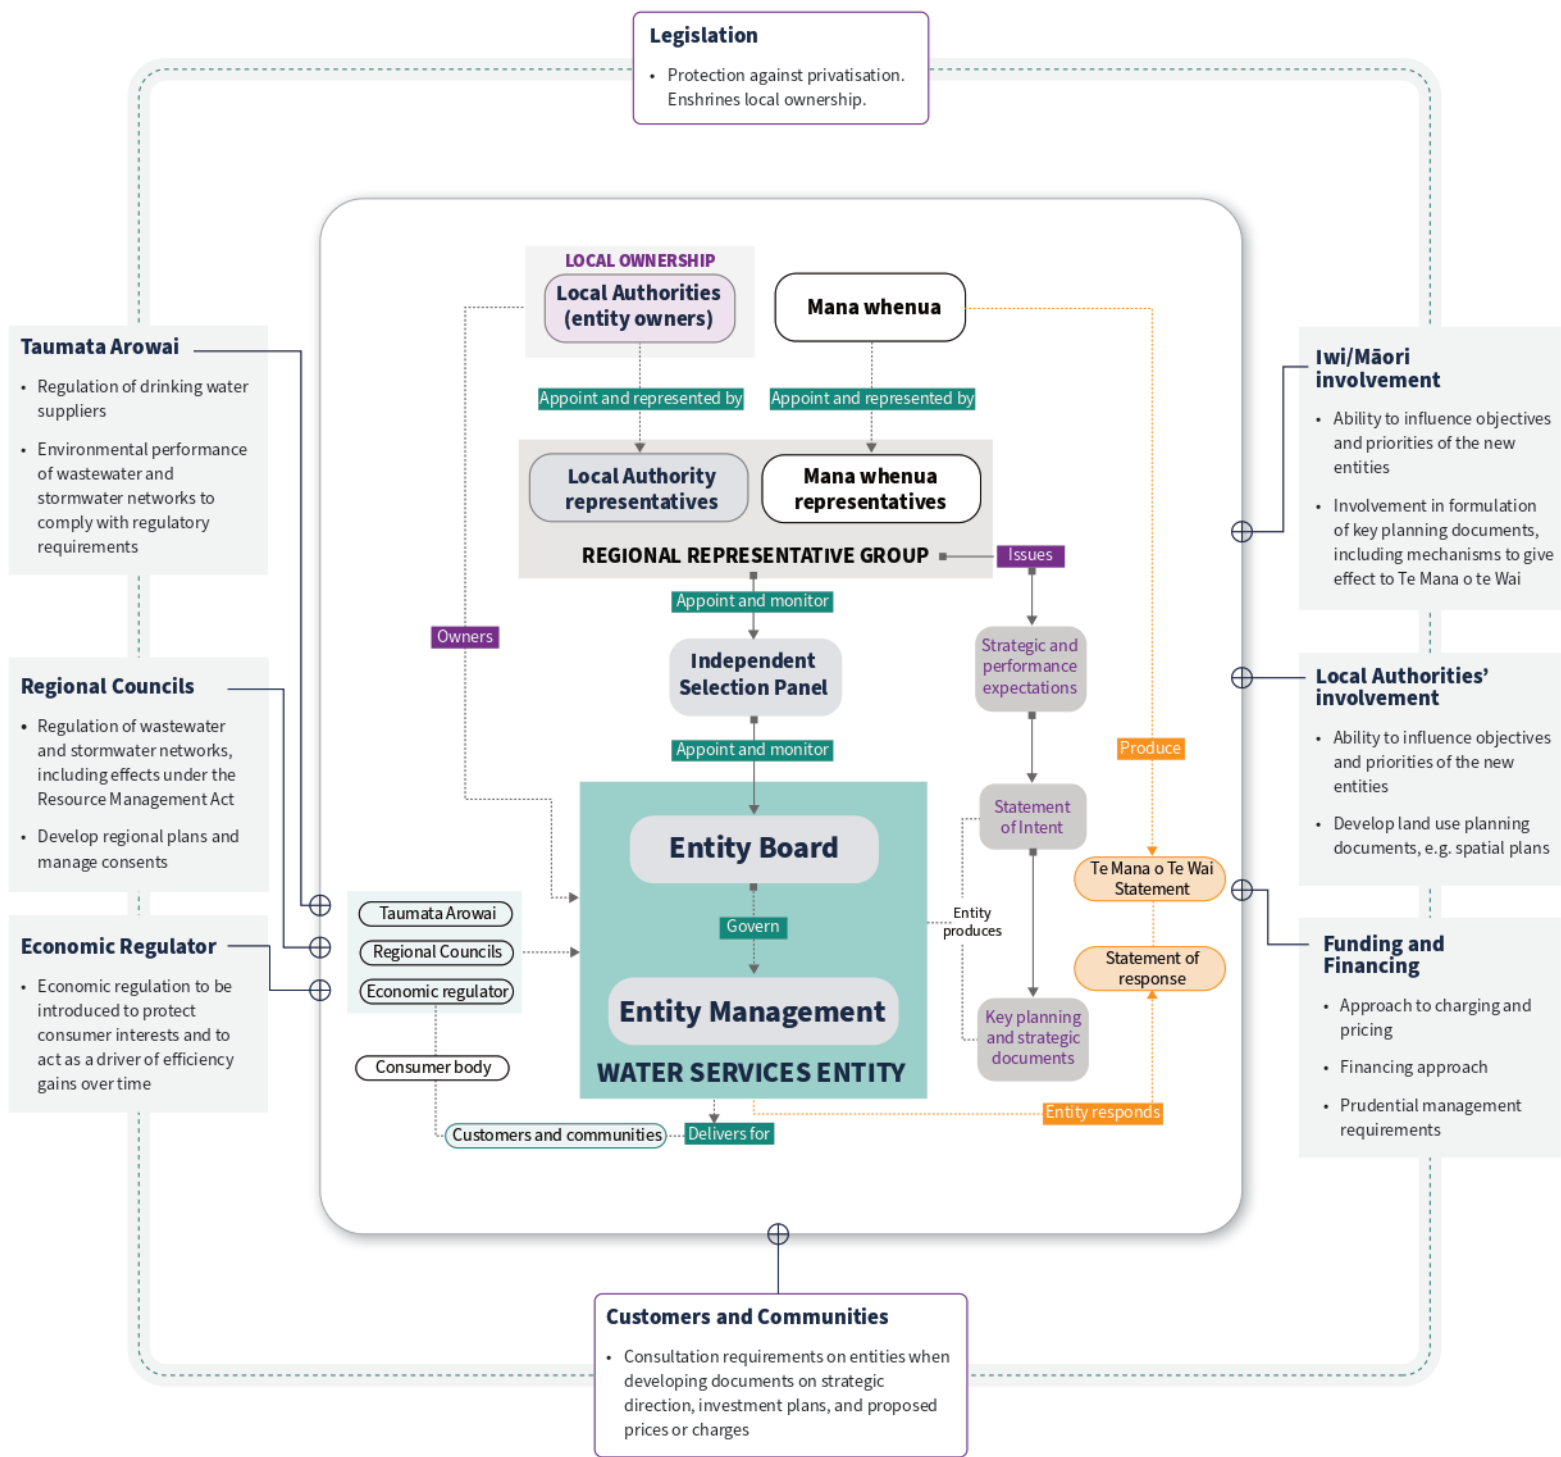 Legislation
• Protection against privatisation.
Enshrines local ownership.
LOCAL OWNERSHIP
Local Authorities
(entity owners)
Mana whenua
Appoint and represented by
Appoint and represented by
Local Authority
representatives
Mana whenua
representatives
REGIONAL REPRESENTATIVE GROUP
Issues
Appoint and monitor
Owners
Independent
Selection Panel
Strategic and
performance
expectations
Appoint and monitor
Produce
Entity Board
Statement
of Intent
Te Mana o Te Wai
Statement
Govern
Entity
produces
Statement of
response
Entity Management
Key planning
and strategic
documents
WATER SERVICES ENTITY
Taumata Arowai
Regional Councils
Economic regulator
Consumer body
Customers and communities
Delivers for
Entity responds
Taumata Arowai
• Regulation of drinking water
suppliers
• Environmental performance
of wastewater and
stormwater networks to
comply with regulatory
requirements
Regional Councils
• Regulation of wastewater
and stormwater networks,
including effects under the
Resource Management Act
• Develop regional plans and
manage consents
Economic Regulator
• Economic regulation to be
introduced to protect
consumer interests and to
act as a driver of efficiency
gains over time
Iwi/Māori
involvement
• Ability to influence objectives
and priorities of the new
entities
• Involvement in formulation
of key planning documents,
including mechanisms to give
effect to Te Mana o te Wai
Local Authorities’
involvement
• Ability to influence objectives
and priorities of the new
entities
• Develop land use planning
documents, e.g. spatial plans
Funding and
Financing
• Approach to charging and
pricing
• Financing approach
• Prudential management
requirements
Customers and Communities
• Consultation requirements on entities when
developing documents on strategic
direction, investment plans, and proposed
prices or charges